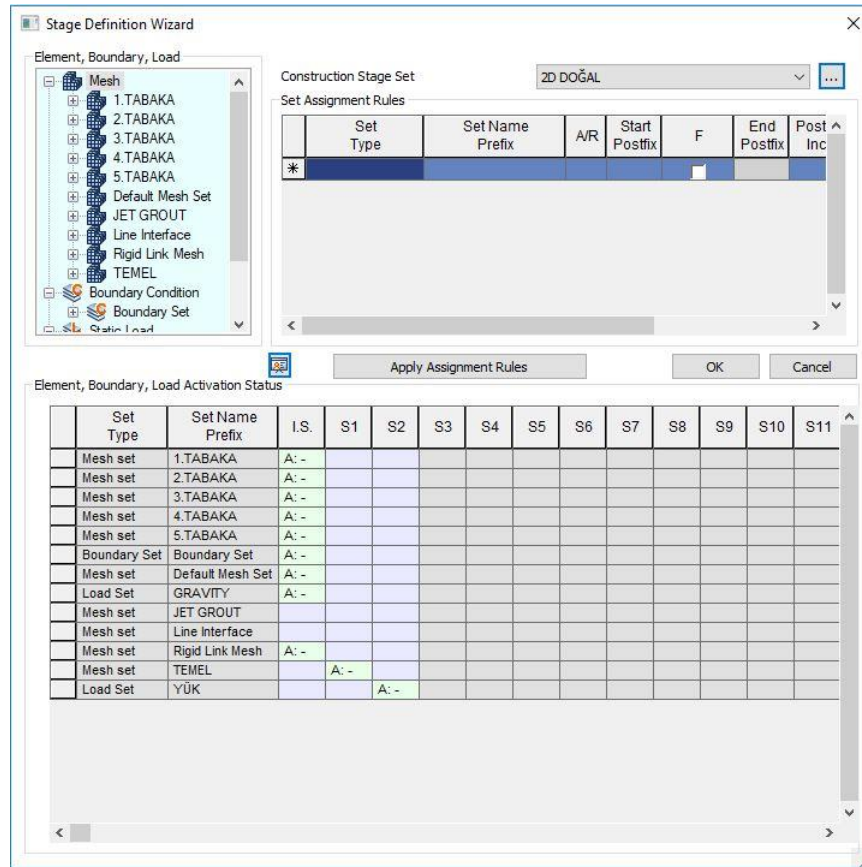 Stage Definition Wizard
Element, Boundary, Load
Mesh
1.TABAKA
2.TABAKA
3.TABAKA
4.TABAKA
5.TABAKA
Default Mesh Set
JET GROUT
Line Interface
Rigid Link Mesh
TEMEL
Boundary Condition
Boundary Set
Static Load
Construction Stage Set 2D DOĞAL ...
Set Assignment Rules
Set Type Set Name Prefix A/R Start Postfix F End Postfix Post Inc
*
Apply Assignment Rules OK Cancel
Element, Boundary, Load Activation Status
Set Type Set Name Prefix I.S. S1 S2 S3 S4 S5 S6 S7 S8 S9 S10 S11
Mesh set 1.TABAKA A: -
Mesh set 2.TABAKA A: -
Mesh set 3.TABAKA A: -
Mesh set 4.TABAKA A: -
Mesh set 5.TABAKA A: -
Boundary Set Boundary Set A: -
Mesh set Default Mesh Set A: -
Load Set GRAVITY A: -
Mesh set JET GROUT
Mesh set Line Interface
Mesh set Rigid Link Mesh A: -
Mesh set TEMEL A: -
Load Set YÜK A: -